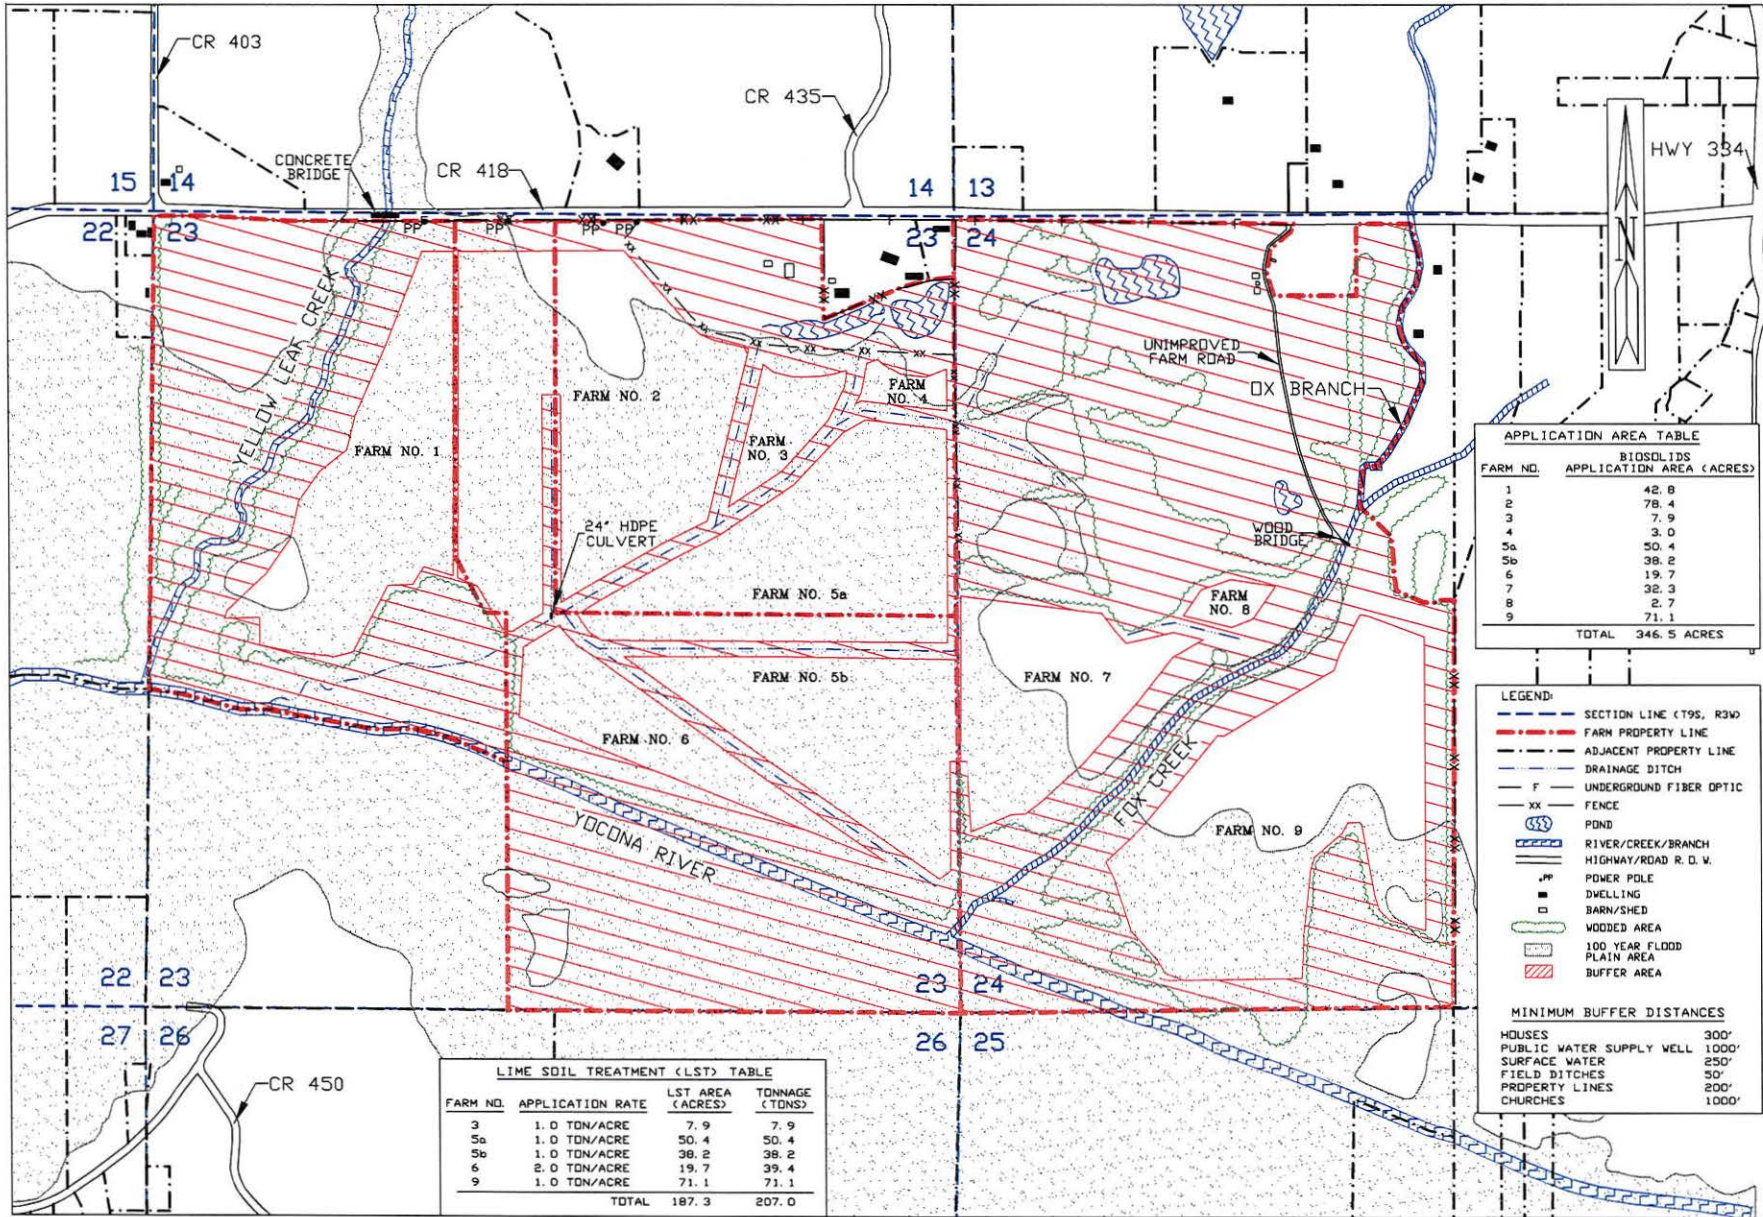 CR 403
CR 435
HWY 334
CONCRETE
BRIDGE
CR 418
15 14
14 13
22 23
23 24
PP PP PP PP
YELLOW LEAF CREEK
UNIMPROVED
FARM ROAD
OX BRANCH
FARM NO. 1
FARM NO. 2
FARM
NO. 3
FARM
NO. 4
24" HDPE
CULVERT
WOOD
BRIDGE
FARM NO. 5a
FARM
NO. 8
FARM NO. 5b
FARM NO. 7
FARM NO. 6
FOX CREEK
YOCONA RIVER
FARM NO. 9
22 23
23 24
27 26
26 25
CR 450
N
APPLICATION AREA TABLE
BIOSOLIDS
FARM NO. APPLICATION AREA (ACRES)
1 42.8
2 78.4
3 7.9
4 3.0
5a 50.4
5b 38.2
6 19.7
7 32.3
8 2.7
9 71.1
TOTAL 346.5 ACRES
LEGEND:
SECTION LINE (T9S, R3W)
FARM PROPERTY LINE
ADJACENT PROPERTY LINE
DRAINAGE DITCH
F UNDERGROUND FIBER OPTIC
XX FENCE
POND
RIVER/CREEK/BRANCH
HIGHWAY/ROAD R.O.W.
PP POWER POLE
DWELLING
BARN/SHED
WOODED AREA
100 YEAR FLOOD
PLAIN AREA
BUFFER AREA
MINIMUM BUFFER DISTANCES
HOUSES 300'
PUBLIC WATER SUPPLY WELL 1000'
SURFACE WATER 250'
FIELD DITCHES 50'
PROPERTY LINES 200'
CHURCHES 1000'
LIME SOIL TREATMENT (LST) TABLE
LST AREA TONNAGE
FARM NO. APPLICATION RATE (ACRES) (TONS)
3 1.0 TON/ACRE 7.9 7.9
5a 1.0 TON/ACRE 50.4 50.4
5b 1.0 TON/ACRE 38.2 38.2
6 2.0 TON/ACRE 19.7 39.4
9 1.0 TON/ACRE 71.1 71.1
TOTAL 187.3 207.0